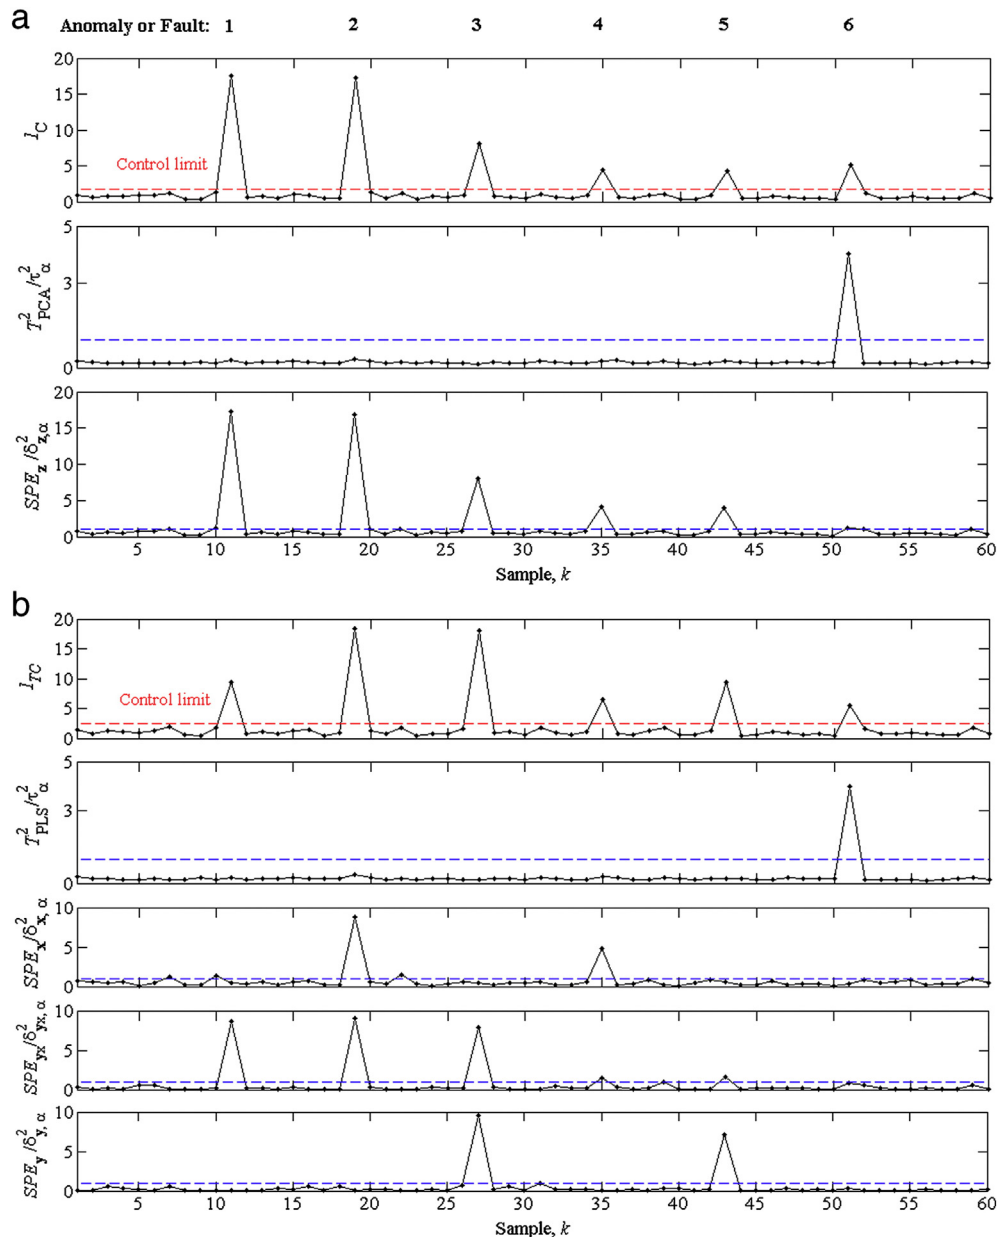 a
Anomaly or Fault: 1 2 3 4 5 6
20
15
10
5
0
I_C
Control limit
5
3
0
T²_PCA/τ²_α
20
15
10
5
0
SPE_z/δ²_z,α
5 10 15 20 25 30 35 40 45 50 55 60
Sample, k
b
20
15
10
5
0
I_TC
Control limit
5
3
0
T²_PLS/τ²_α
10
5
0
SPE_x/δ²_x, α
10
5
0
SPE_yx/δ²_yx, α
10
5
0
SPE_y/δ²_y, α
5 10 15 20 25 30 35 40 45 50 55 60
Sample, k